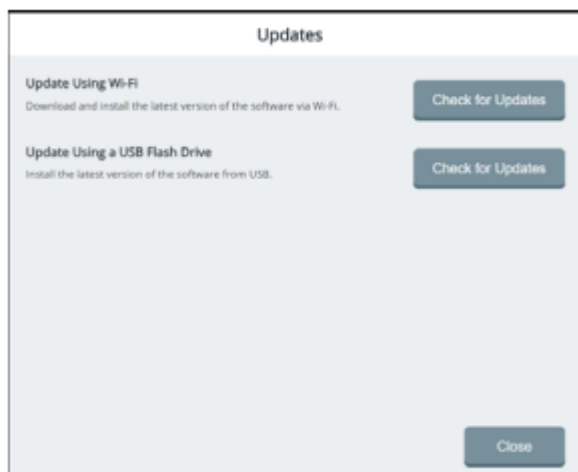 Updates
Update Using Wi-Fi
Download and install the latest version of the software via Wi-Fi.
Check for Updates
Update Using a USB Flash Drive
Install the latest version of the software from USB.
Check for Updates
Close